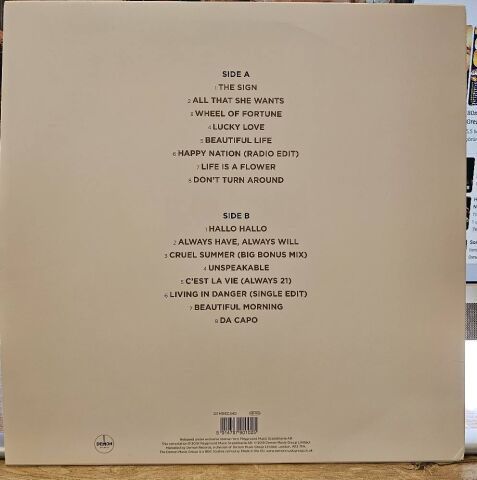 SIDE A
1 THE SIGN
2 ALL THAT SHE WANTS
3 WHEEL OF FORTUNE
4 LUCKY LOVE
5 BEAUTIFUL LIFE
6 HAPPY NATION (RADIO EDIT)
7 LIFE IS A FLOWER
8 DON'T TURN AROUND
SIDE B
1 HALLO HALLO
2 ALWAYS HAVE, ALWAYS WILL
3 CRUEL SUMMER (BIG BONUS MIX)
4 UNSPEAKABLE
5 C'EST LA VIE (ALWAYS 21)
6 LIVING IN DANGER (SINGLE EDIT)
7 BEAUTIFUL MORNING
8 DA CAPO
DEMON